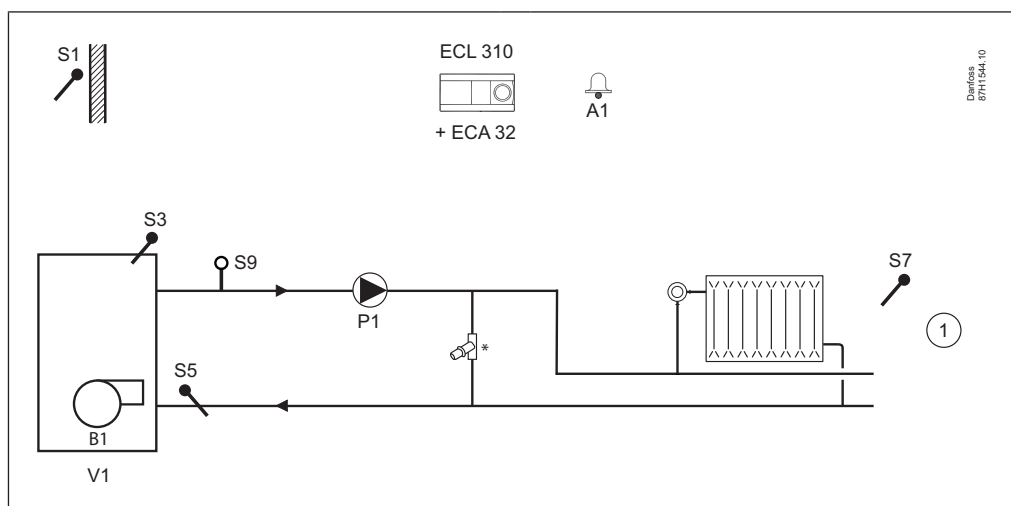 S1
ECL 310
+ ECA 32
A1
Danfoss
87H1544.10
S3
S9
P1
*
S7
1
S5
B1
V1